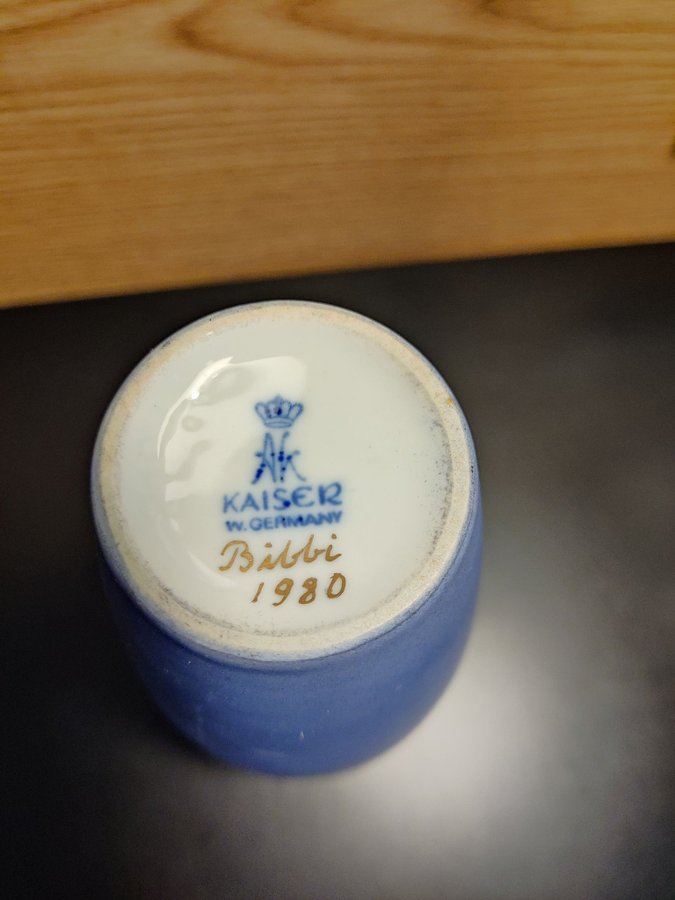 AK
KAISER
W. GERMANY
Bibbi
1980